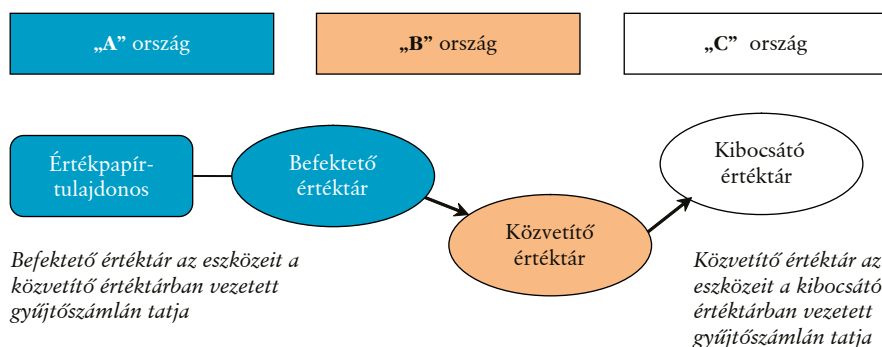 „A” ország
„B” ország
„C” ország
Értékpapír-
tulajdonos
Befektető
értéktár
Közvetítő
értéktár
Kibocsátó
értéktár
Befektető értéktár az eszközeit a
közvetítő értéktárban vezetett
gyűjtőszámlán tatja
Közvetítő értéktár az
eszközeit a kibocsátó
értéktárban vezetett
gyűjtőszámlán tatja